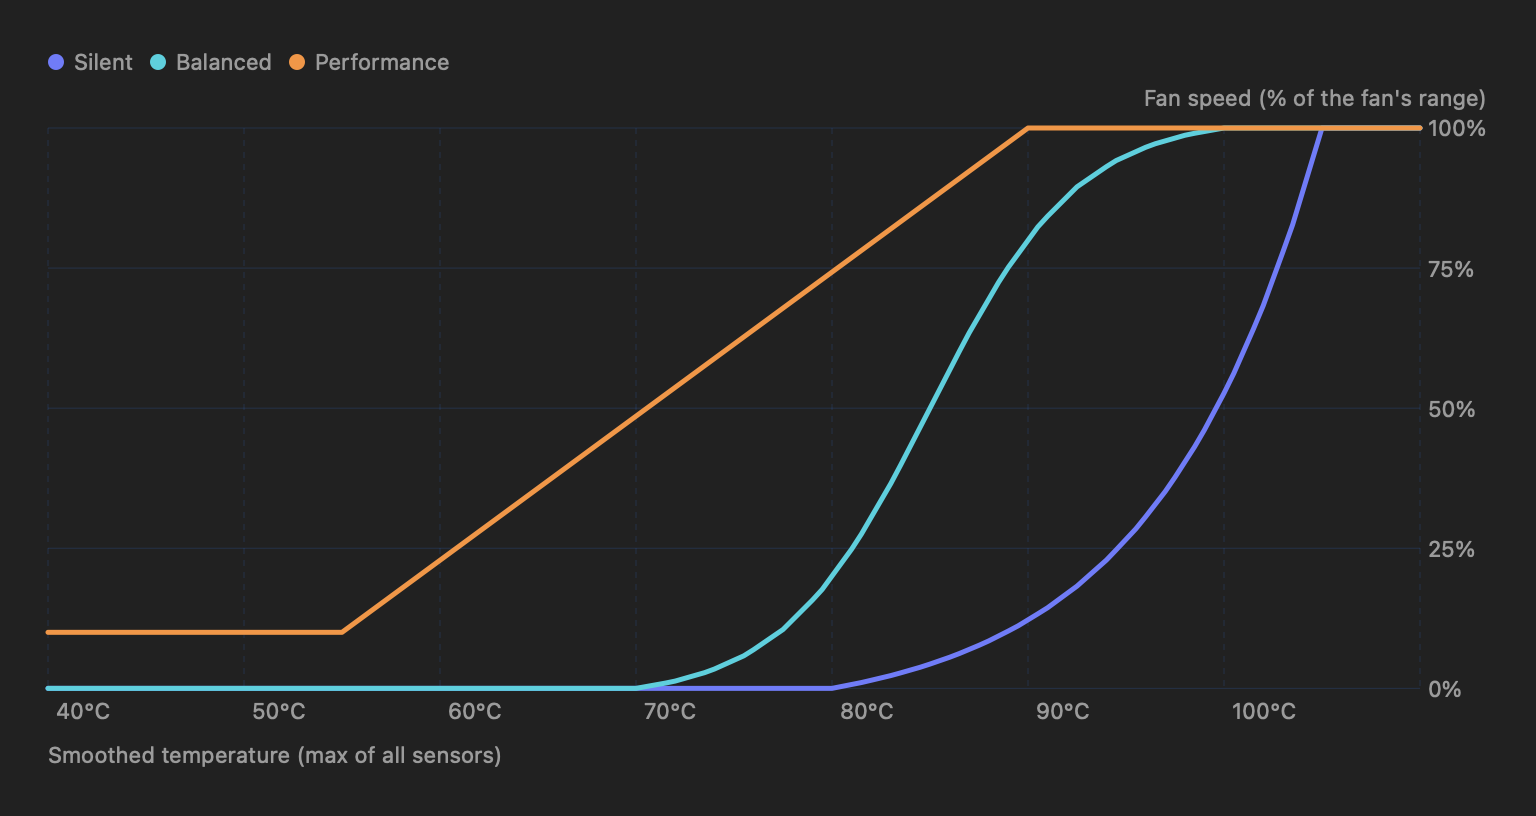 Silent Balanced Performance
Fan speed (% of the fan's range)
100%
75%
50%
25%
0%
40°C 50°C 60°C 70°C 80°C 90°C 100°C
Smoothed temperature (max of all sensors)